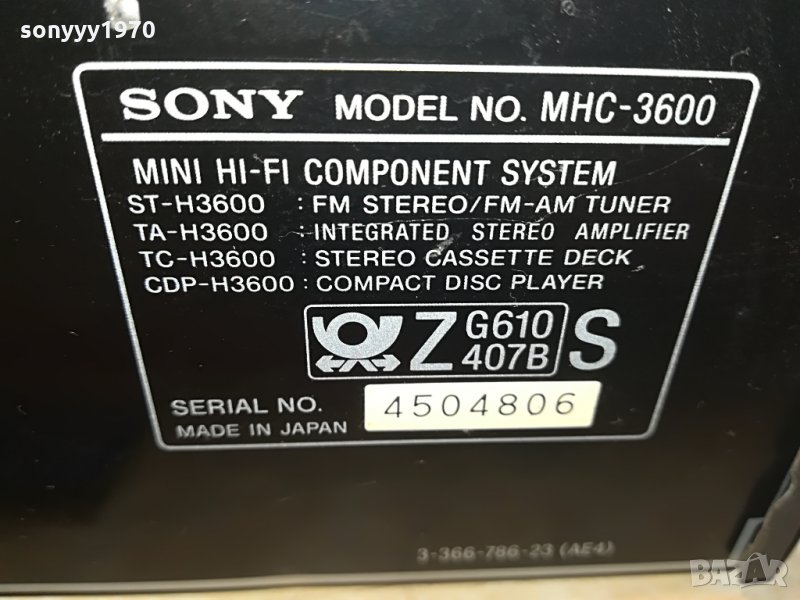 sonyyy1970
SONY MODEL NO. MHC-3600
MINI HI-FI COMPONENT SYSTEM
ST-H3600 : FM STEREO/FM-AM TUNER
TA-H3600 : INTEGRATED STEREO AMPLIFIER
TC-H3600 : STEREO CASSETTE DECK
CDP-H3600 : COMPACT DISC PLAYER
Z G610 407B S
SERIAL NO. 4504806
MADE IN JAPAN
3-366-786-23 (AE4)
BAZAR